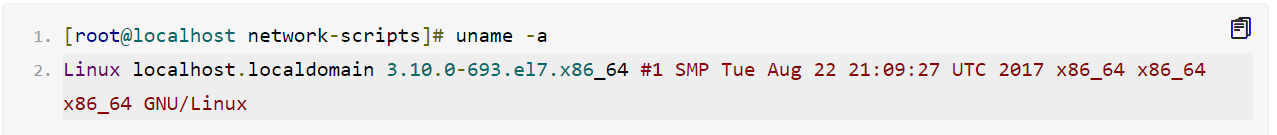 1. [root@localhost network-scripts]# uname -a
2. Linux localhost.localdomain 3.10.0-693.el7.x86_64 #1 SMP Tue Aug 22 21:09:27 UTC 2017 x86_64 x86_64
x86_64 GNU/Linux